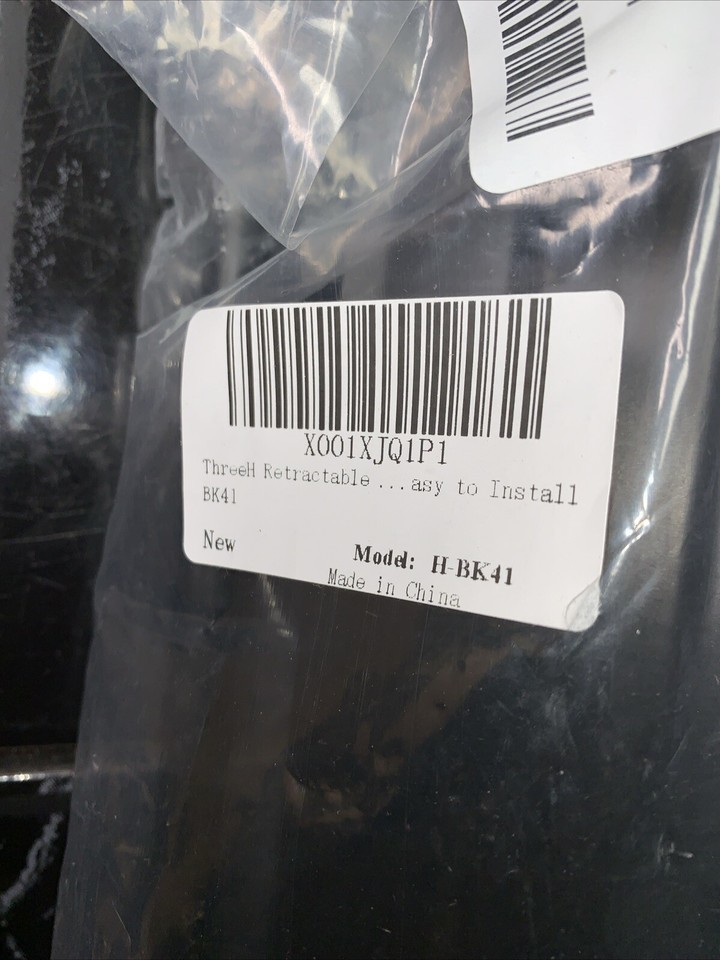 X001XJQ1P1
ThreeH Retractable ...asy to Install
BK41
New
Model: H-BK41
Made in China